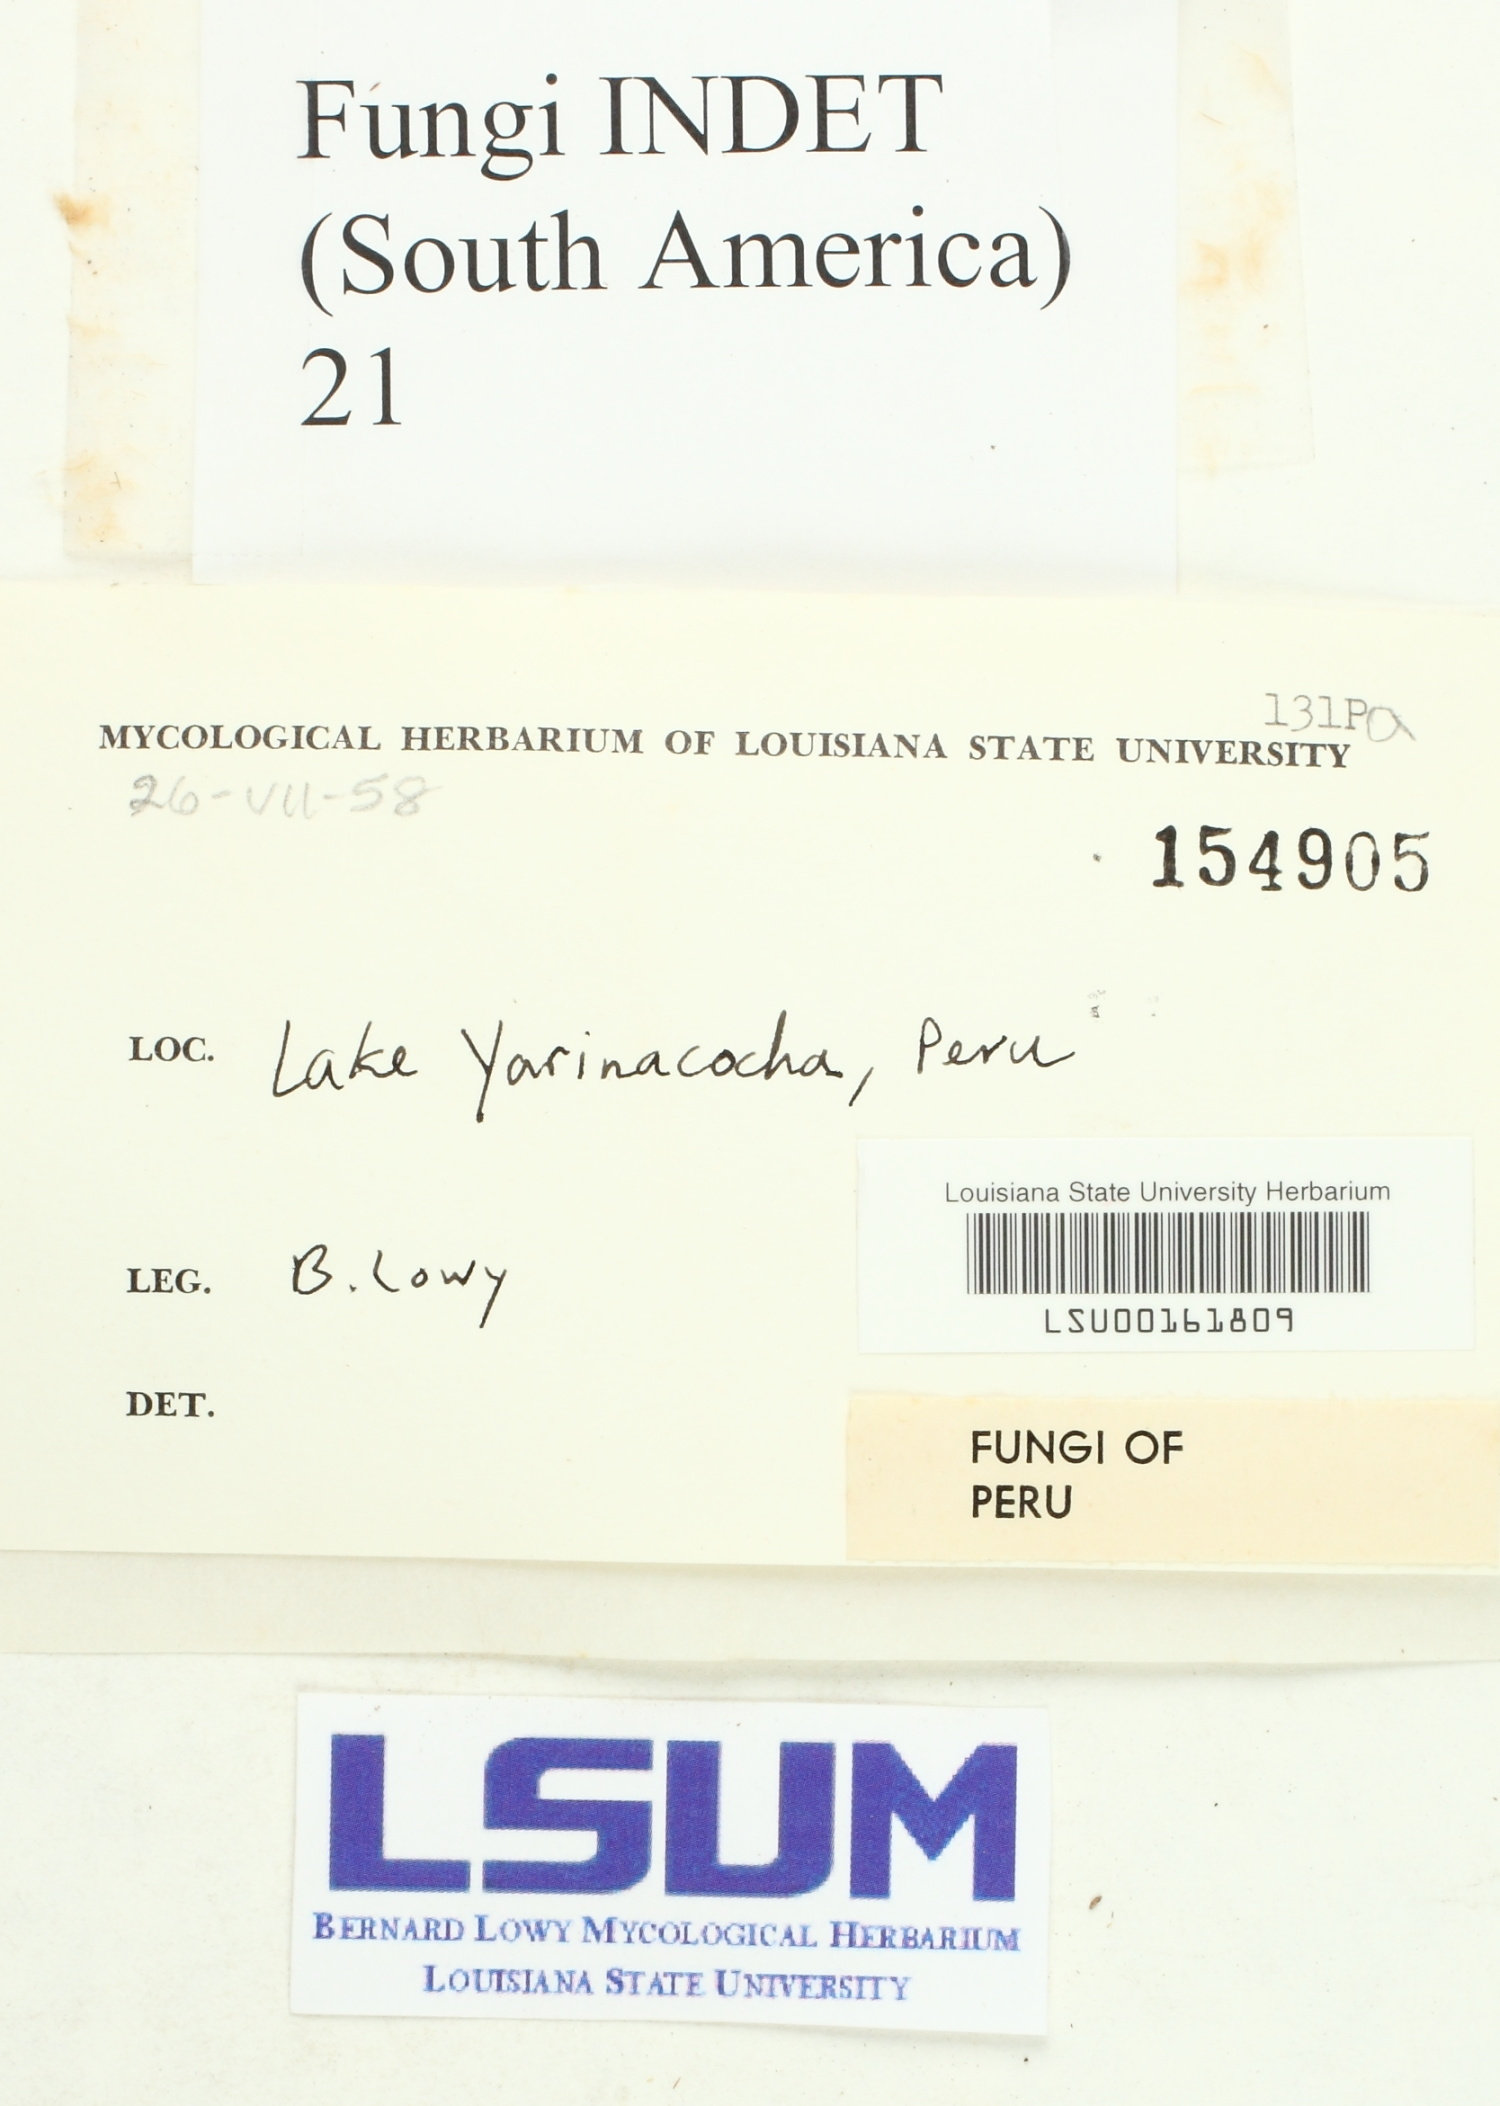 Fungi INDET
(South America)
21
131Pa
MYCOLOGICAL HERBARIUM OF LOUISIANA STATE UNIVERSITY
26-VII-58
154905
LOC. Lake Yarinacocha, Peru
Louisiana State University Herbarium
LSU00161809
LEG. B. Lowy
DET.
FUNGI OF
PERU
LSUM
BERNARD LOWY MYCOLOGICAL HERBARIUM
LOUISIANA STATE UNIVERSITY